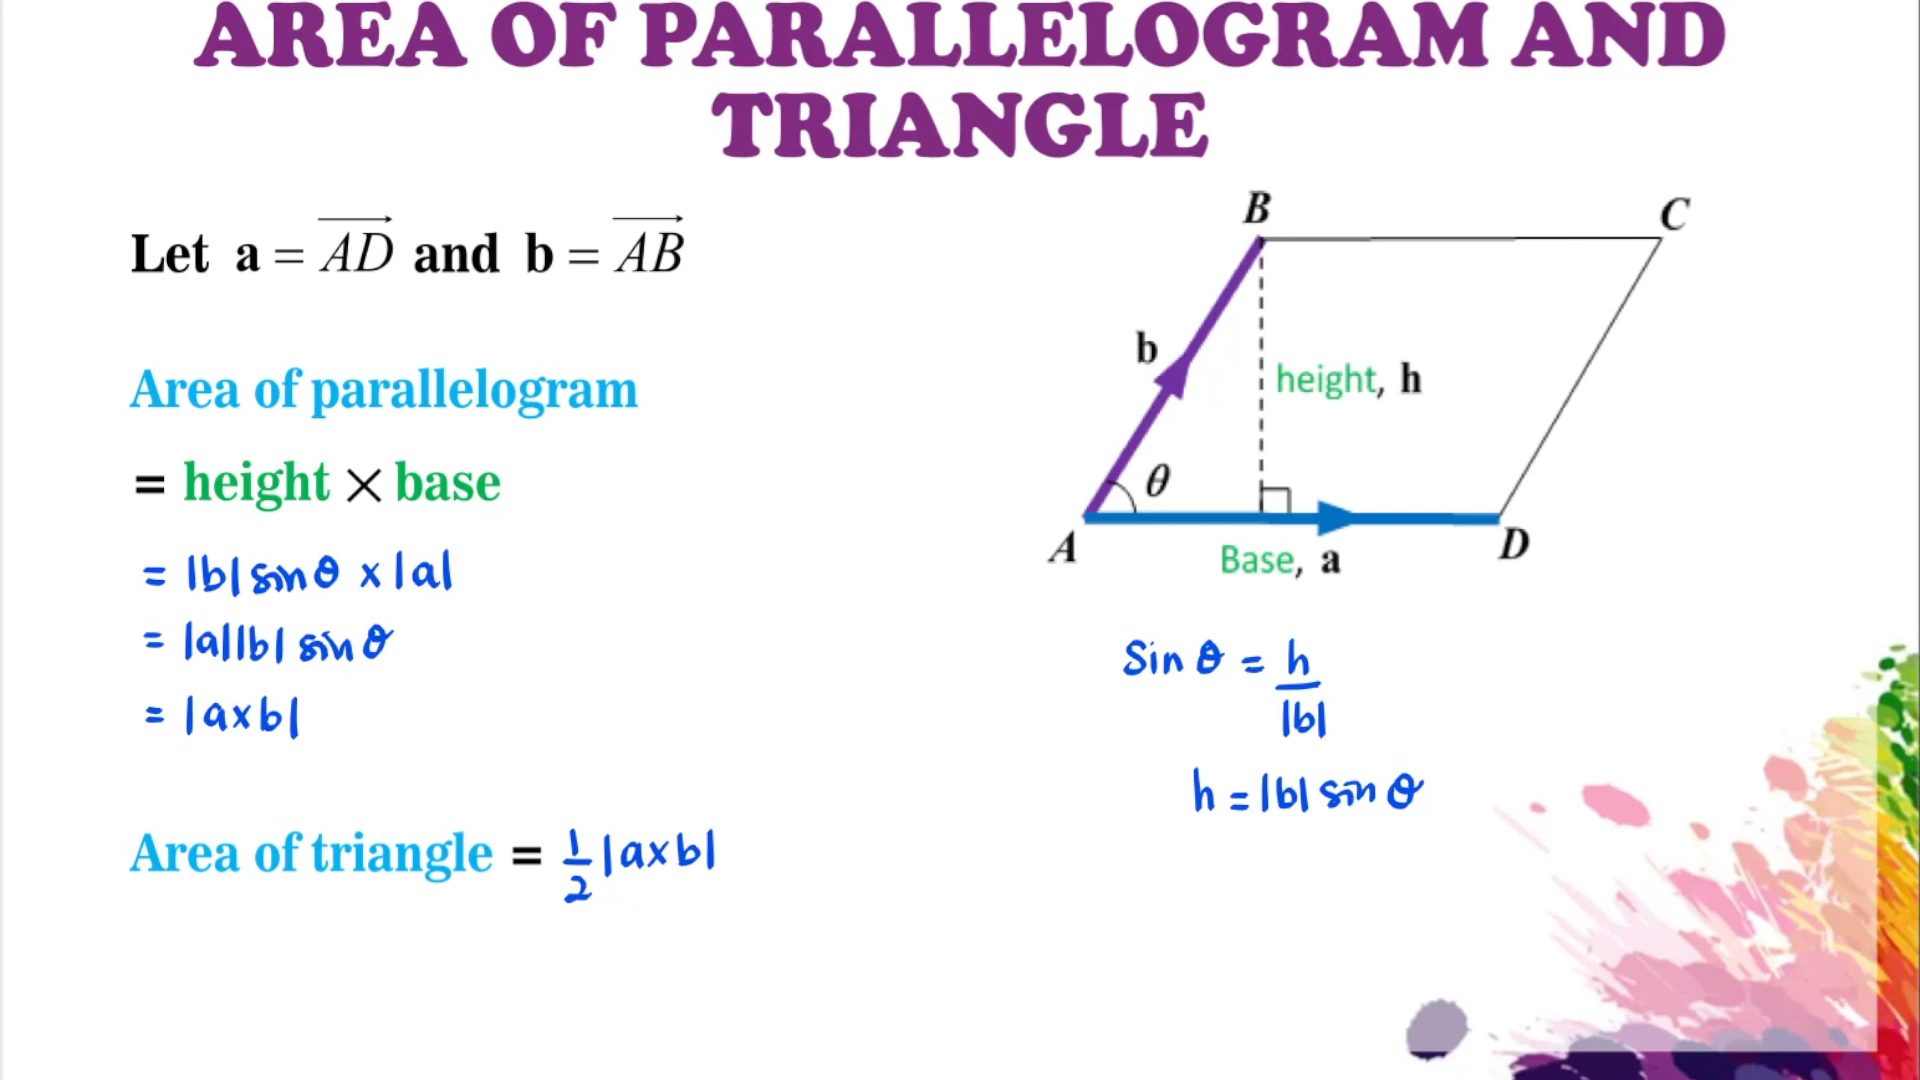 AREA OF PARALLELOGRAM AND
TRIANGLE
Let a = AD and b = AB
Area of parallelogram
= height × base
= |b| sin θ × |a|
= |a||b| sin θ
= |a×b|
Area of triangle = 1/2 |a×b|
B
C
b
height, h
θ
A
D
Base, a
Sin θ = h/|b|
h = |b| sin θ